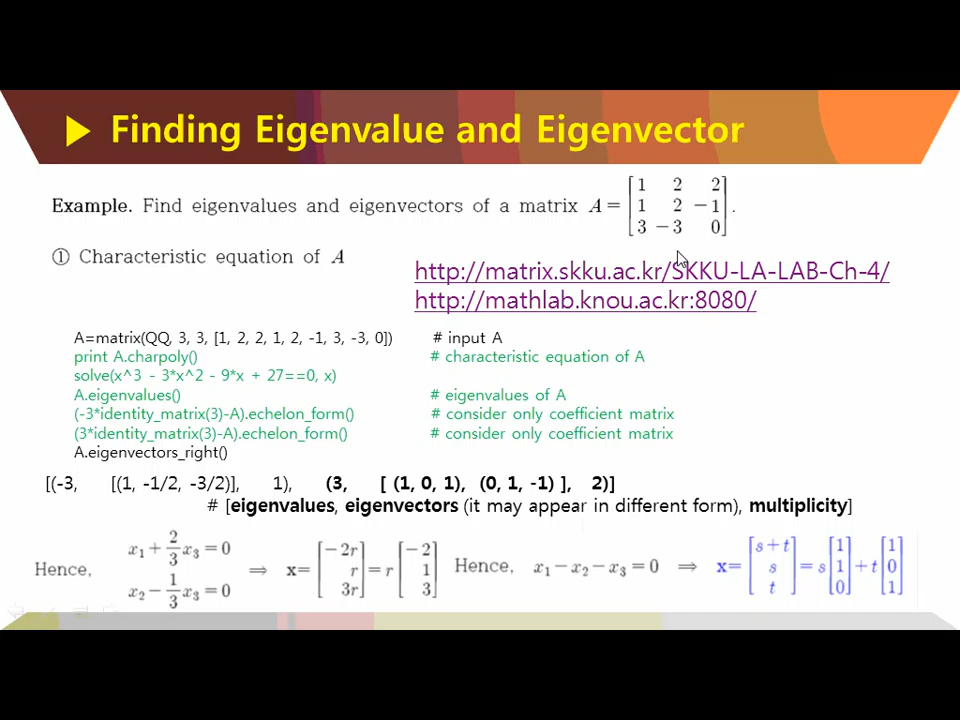 Finding Eigenvalue and Eigenvector
Example. Find eigenvalues and eigenvectors of a matrix A = [1 2 2
1 2 −1
3 −3 0].
① Characteristic equation of A
http://matrix.skku.ac.kr/SKKU-LA-LAB-Ch-4/
http://mathlab.knou.ac.kr:8080/
A=matrix(QQ, 3, 3, [1, 2, 2, 1, 2, -1, 3, -3, 0]) # input A
print A.charpoly() # characteristic equation of A
solve(x^3 - 3*x^2 - 9*x + 27==0, x)
A.eigenvalues() # eigenvalues of A
(-3*identity_matrix(3)-A).echelon_form() # consider only coefficient matrix
(3*identity_matrix(3)-A).echelon_form() # consider only coefficient matrix
A.eigenvectors_right()
[(-3, [(1, -1/2, -3/2)], 1), (3, [ (1, 0, 1), (0, 1, -1) ], 2)]
# [eigenvalues, eigenvectors (it may appear in different form), multiplicity]
Hence, x₁ + 2/3 x₃ = 0
x₂ − 1/3 x₃ = 0 ⇒ x = [−2r r 3r] = r [−2 1 3] Hence, x₁ − x₂ − x₃ = 0 ⇒ x = [s+t s t] = s [1 1 0] + t [1 0 1]